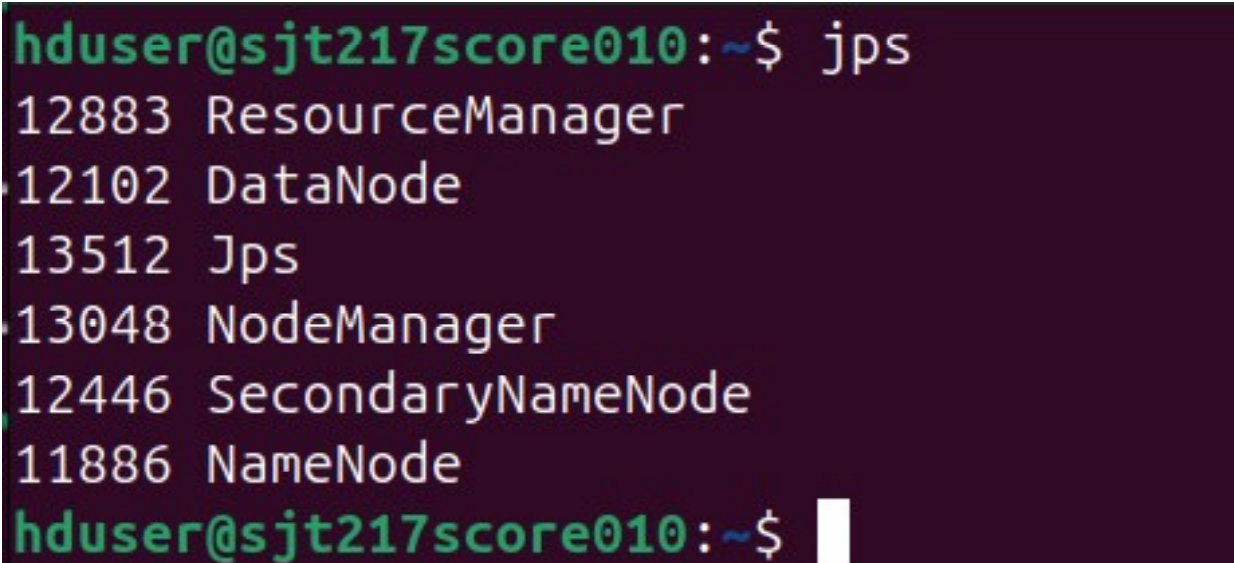 hduser@sjt217score010:~$ jps
12883 ResourceManager
12102 DataNode
13512 Jps
13048 NodeManager
12446 SecondaryNameNode
11886 NameNode
hduser@sjt217score010:~$